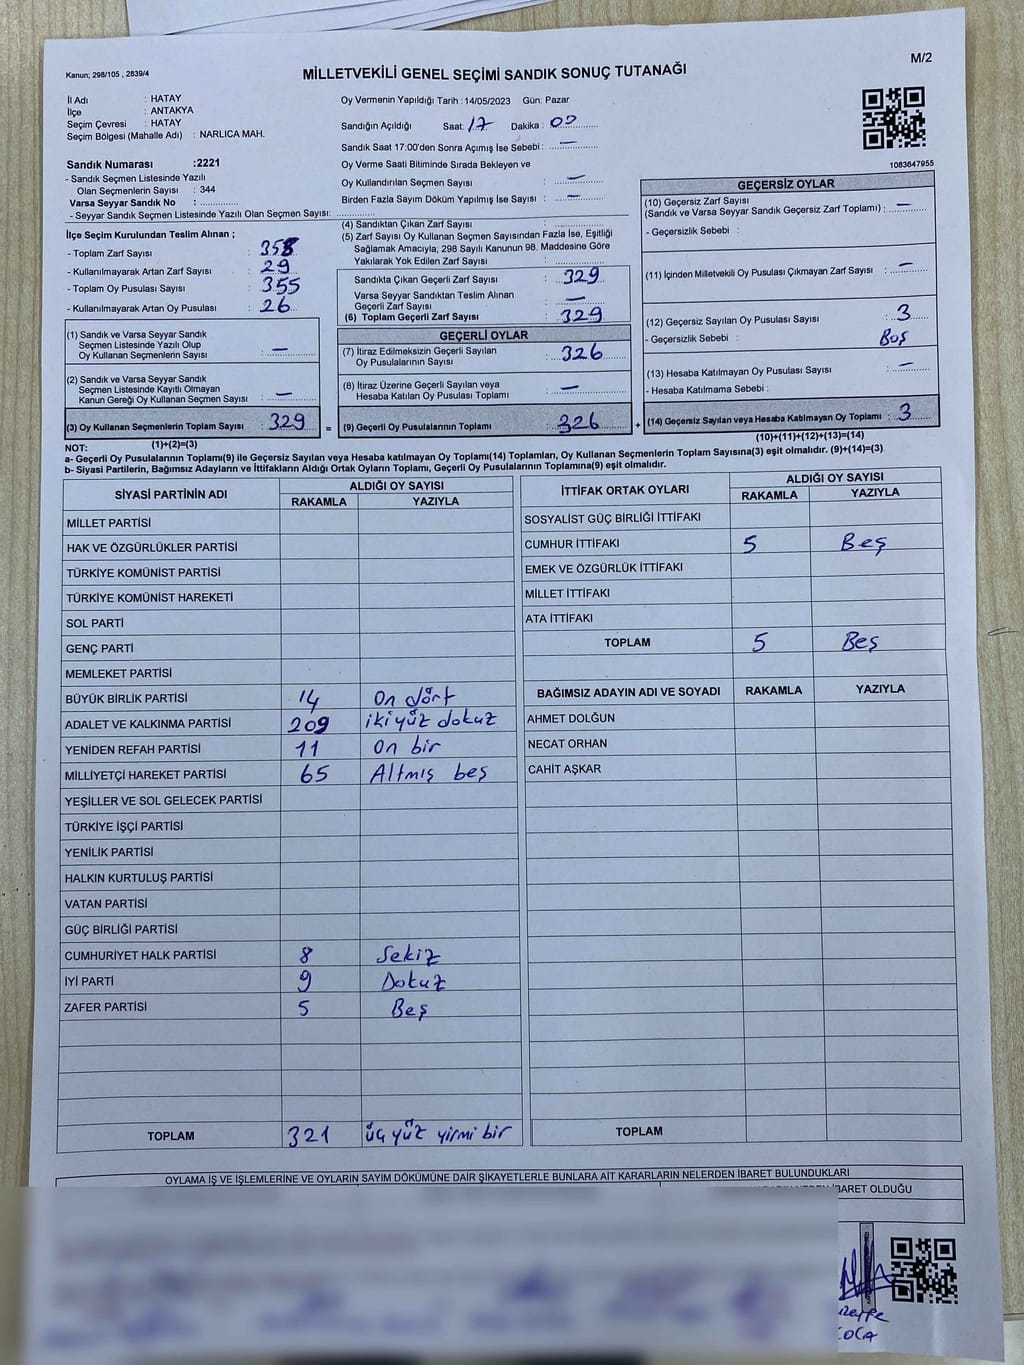 Kanun; 298/105 , 2839/4
MİLLETVEKİLİ GENEL SEÇİMİ SANDIK SONUÇ TUTANAĞI
M/2
İl Adı : HATAY
İlçe : ANTAKYA
Seçim Çevresi : HATAY
Seçim Bölgesi (Mahalle Adı) : NARLICA MAH.
Sandık Numarası :2221
- Sandık Seçmen Listesinde Yazılı
Olan Seçmenlerin Sayısı : 344
Varsa Seyyar Sandık No : ..............
- Seyyar Sandık Seçmen Listesinde Yazılı Olan Seçmen Sayısı: ..............
Oy Vermenin Yapıldığı Tarih : 14/05/2023 Gün: Pazar
Sandığın Açıldığı Saat: 17 Dakika : 00
Sandık Saat 17:00'den Sonra Açımış İse Sebebi : —
Oy Verme Saati Bitiminde Sırada Bekleyen ve
Oy Kullandırılan Seçmen Sayısı : —
Birden Fazla Sayım Döküm Yapılmış İse Sayısı : —
1083647955
İlçe Seçim Kurulundan Teslim Alınan ;
- Toplam Zarf Sayısı : 358
- Kullanılmayarak Artan Zarf Sayısı : 29
- Toplam Oy Pusulası Sayısı : 355
- Kullanılmayarak Artan Oy Pusulası : 26
(1) Sandık ve Varsa Seyyar Sandık
Seçmen Listesinde Yazılı Olup
Oy Kullanan Seçmenlerin Sayısı : —
(2) Sandık ve Varsa Seyyar Sandık
Seçmen Listesinde Kayıtlı Olmayan
Kanun Gereği Oy Kullanan Seçmen Sayısı : —
(3) Oy Kullanan Seçmenlerin Toplam Sayısı : 329
(1)+(2)=(3)
(4) Sandıktan Çıkan Zarf Sayısı : ..............
(5) Zarf Sayısı Oy Kullanan Seçmen Sayısından Fazla İse, Eşitliği
Sağlamak Amacıyla; 298 Sayılı Kanunun 98. Maddesine Göre
Yakılarak Yok Edilen Zarf Sayısı : ..............
Sandıkta Çıkan Geçerli Zarf Sayısı : 329
Varsa Seyyar Sandıktan Teslim Alınan
Geçerli Zarf Sayısı : —
(6) Toplam Geçerli Zarf Sayısı : 329
GEÇERLİ OYLAR
(7) İtiraz Edilmeksizin Geçerli Sayılan
Oy Pusulalarının Sayısı : 326
(8) İtiraz Üzerine Geçerli Sayılan veya
Hesaba Katılan Oy Pusulaları Toplamı : —
= (9) Geçerli Oy Pusulalarının Toplamı : 326
GEÇERSİZ OYLAR
(10) Geçersiz Zarf Sayısı
(Sandık ve Varsa Seyyar Sandık Geçersiz Zarf Toplamı) : —
- Geçersizlik Sebebi :
(11) İçinden Milletvekili Oy Pusulası Çıkmayan Zarf Sayısı : —
(12) Geçersiz Sayılan Oy Pusulası Sayısı : 3
- Geçersizlik Sebebi : Boş
(13) Hesaba Katılmayan Oy Pusulası Sayısı : —
- Hesaba Katılmama Sebebi :
+ (14) Geçersiz Sayılan veya Hesaba Katılmayan Oy Toplamı : 3
(10)+(11)+(12)+(13)=(14)
NOT:
a- Geçerli Oy Pusulalarının Toplamı(9) ile Geçersiz Sayılan veya Hesaba katılmayan Oy Toplamı(14) Toplamları, Oy Kullanan Seçmenlerin Toplam Sayısına(3) eşit olmalıdır. (9)+(14)=(3)
b- Siyasi Partilerin, Bağımsız Adayların ve İttifakların Aldığı Ortak Oyların Toplamı, Geçerli Oy Pusulalarının Toplamına(9) eşit olmalıdır.
SİYASİ PARTİNİN ADI ALDIĞI OY SAYISI
RAKAMLA YAZIYLA
MİLLET PARTİSİ
HAK VE ÖZGÜRLÜKLER PARTİSİ
TÜRKİYE KOMÜNİST PARTİSİ
TÜRKİYE KOMÜNİST HAREKETİ
SOL PARTİ
GENÇ PARTİ
MEMLEKET PARTİSİ
BÜYÜK BİRLİK PARTİSİ 14 On dört
ADALET VE KALKINMA PARTİSİ 209 iki yüz dokuz
YENİDEN REFAH PARTİSİ 11 On bir
MİLLİYETÇİ HAREKET PARTİSİ 65 Altmış beş
YEŞİLLER VE SOL GELECEK PARTİSİ
TÜRKİYE İŞÇİ PARTİSİ
YENİLİK PARTİSİ
HALKIN KURTULUŞ PARTİSİ
VATAN PARTİSİ
GÜÇ BİRLİĞİ PARTİSİ
CUMHURİYET HALK PARTİSİ 8 Sekiz
İYİ PARTİ 9 Dokuz
ZAFER PARTİSİ 5 Beş
TOPLAM 321 üç yüz yirmi bir
İTTİFAK ORTAK OYLARI ALDIĞI OY SAYISI
RAKAMLA YAZIYLA
SOSYALİST GÜÇ BİRLİĞİ İTTİFAKI
CUMHUR İTTİFAKI 5 Beş
EMEK VE ÖZGÜRLÜK İTTİFAKI
MİLLET İTTİFAKI
ATA İTTİFAKI
TOPLAM 5 Beş
BAĞIMSIZ ADAYIN ADI VE SOYADI RAKAMLA YAZIYLA
AHMET DOLĞUN
NECAT ORHAN
CAHİT AŞKAR
TOPLAM
OYLAMA İŞ VE İŞLEMLERİNE VE OYLARIN SAYIM DÖKÜMÜNE DAİR ŞİKAYETLERLE BUNLARA AİT KARARLARIN NELERDEN İBARET BULUNDUKLARI
İBARET OLDUĞU